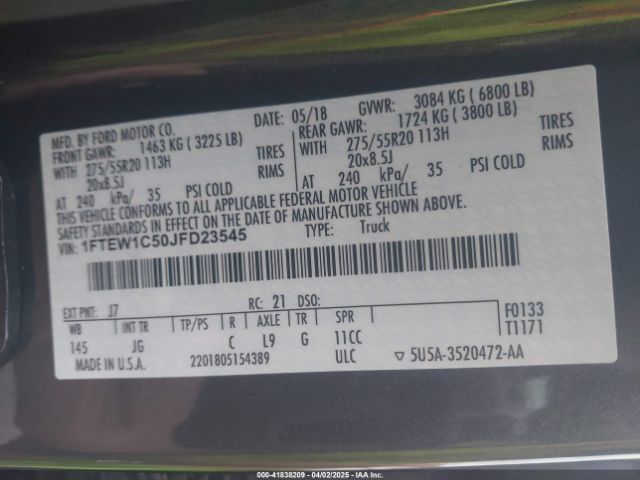 MFD. BY FORD MOTOR CO.
DATE: 05/18 GVWR: 3084 KG ( 6800 LB)
FRONT GAWR: 1463 KG ( 3225 LB)
REAR GAWR: 1724 KG ( 3800 LB)
WITH 275/55R20 113H TIRES
WITH 275/55R20 113H TIRES
20x8.5J RIMS
20x8.5J RIMS
AT 240 kPa/ 35 PSI COLD
AT 240 kPa/ 35 PSI COLD
THIS VEHICLE CONFORMS TO ALL APPLICABLE FEDERAL MOTOR VEHICLE
SAFETY STANDARDS IN EFFECT ON THE DATE OF MANUFACTURE SHOWN ABOVE.
VIN: 1FTEW1C50JFD23545 TYPE: Truck
EXT PNT: J7 RC: 21 DSO:
WB INT TR TP/PS R AXLE TR SPR F0133
145 JG C L9 G 11CC T1171
MADE IN U.S.A. 2201805154389 ULC ▽ 5U5A-3520472-AA
000-41838209 - 04/02/2025 - IAAI.COM